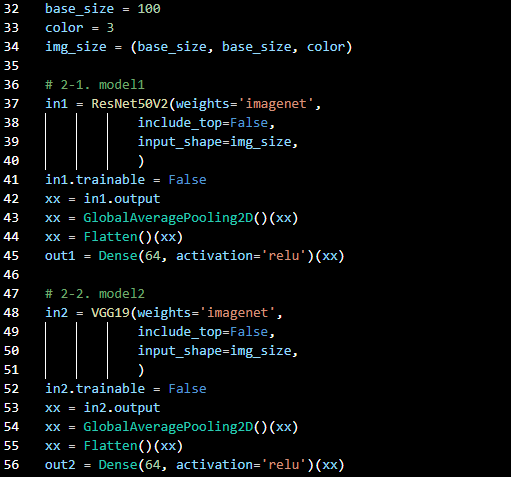 32 base_size = 100
33 color = 3
34 img_size = (base_size, base_size, color)
35
36 # 2-1. model1
37 in1 = ResNet50V2(weights='imagenet',
38             include_top=False,
39             input_shape=img_size,
40             )
41 in1.trainable = False
42 xx = in1.output
43 xx = GlobalAveragePooling2D()(xx)
44 xx = Flatten()(xx)
45 out1 = Dense(64, activation='relu')(xx)
46
47 # 2-2. model2
48 in2 = VGG19(weights='imagenet',
49             include_top=False,
50             input_shape=img_size,
51             )
52 in2.trainable = False
53 xx = in2.output
54 xx = GlobalAveragePooling2D()(xx)
55 xx = Flatten()(xx)
56 out2 = Dense(64, activation='relu')(xx)